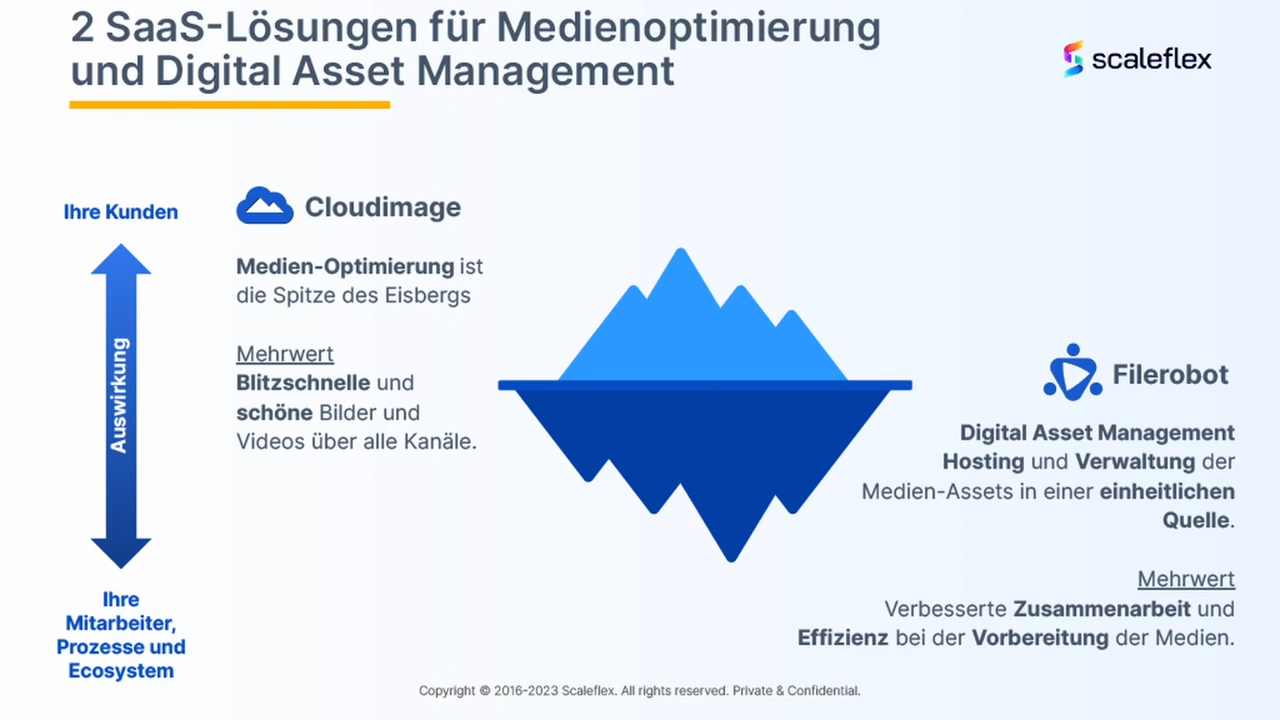 2 SaaS-Lösungen für Medienoptimierung
und Digital Asset Management
scaleflex
Ihre Kunden
Auswirkung
Ihre
Mitarbeiter,
Prozesse und
Ecosystem
Cloudimage
Medien-Optimierung ist
die Spitze des Eisbergs
Mehrwert
Blitzschnelle und
schöne Bilder und
Videos über alle Kanäle.
Filerobot
Digital Asset Management
Hosting und Verwaltung der
Medien-Assets in einer einheitlichen
Quelle.
Mehrwert
Verbesserte Zusammenarbeit und
Effizienz bei der Vorbereitung der Medien.
Copyright © 2016-2023 Scaleflex. All rights reserved. Private & Confidential.